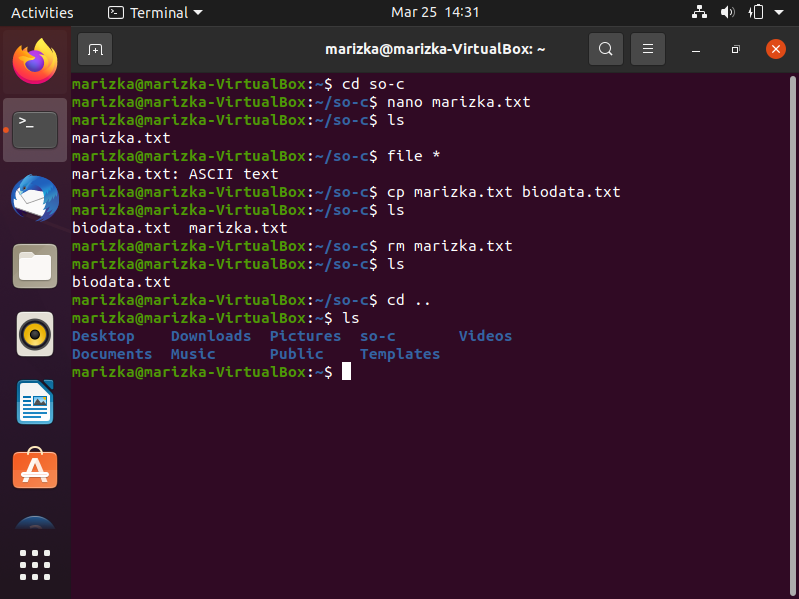 Activities Terminal Mar 25 14:31
marizka@marizka-VirtualBox: ~
marizka@marizka-VirtualBox:~$ cd so-c
marizka@marizka-VirtualBox:~/so-c$ nano marizka.txt
marizka@marizka-VirtualBox:~/so-c$ ls
marizka.txt
marizka@marizka-VirtualBox:~/so-c$ file *
marizka.txt: ASCII text
marizka@marizka-VirtualBox:~/so-c$ cp marizka.txt biodata.txt
marizka@marizka-VirtualBox:~/so-c$ ls
biodata.txt  marizka.txt
marizka@marizka-VirtualBox:~/so-c$ rm marizka.txt
marizka@marizka-VirtualBox:~/so-c$ ls
biodata.txt
marizka@marizka-VirtualBox:~/so-c$ cd ..
marizka@marizka-VirtualBox:~$ ls
Desktop    Downloads  Pictures  so-c       Videos
Documents  Music      Public    Templates
marizka@marizka-VirtualBox:~$